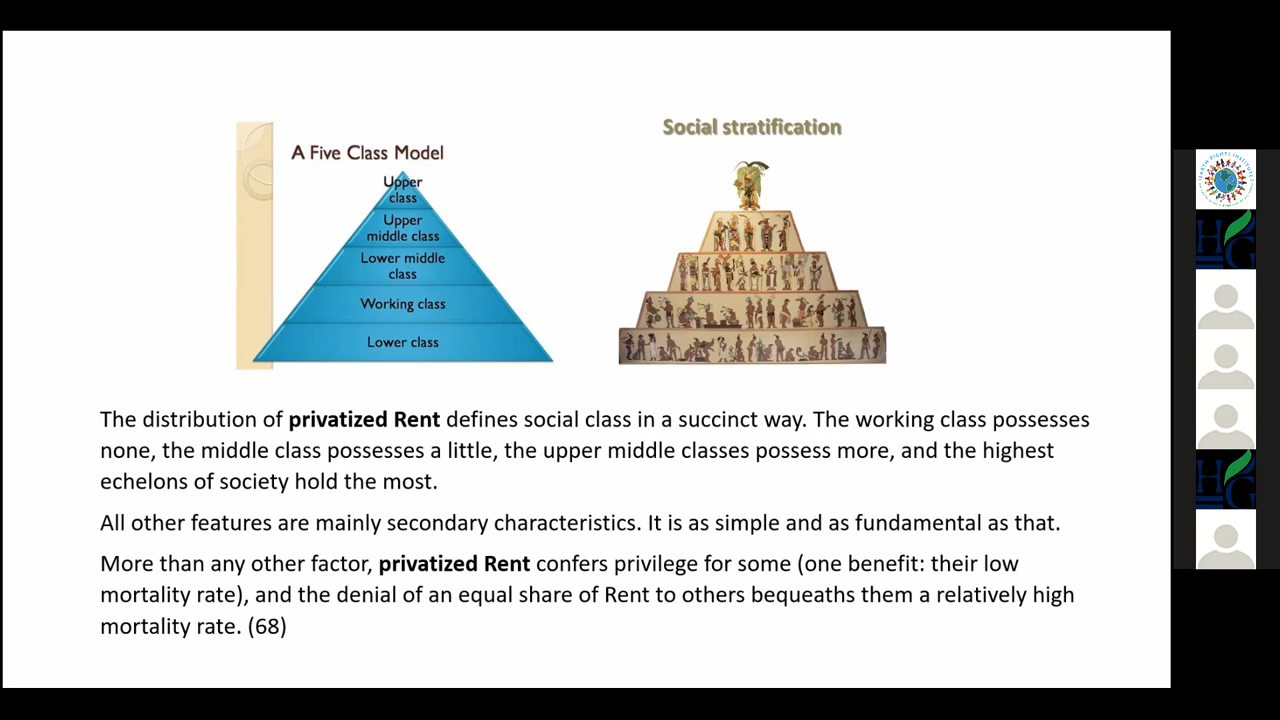 Social stratification
A Five Class Model
Upper
class
Upper
middle class
Lower middle
class
Working class
Lower class
The distribution of privatized Rent defines social class in a succinct way. The working class possesses
none, the middle class possesses a little, the upper middle classes possess more, and the highest
echelons of society hold the most.
All other features are mainly secondary characteristics. It is as simple and as fundamental as that.
More than any other factor, privatized Rent confers privilege for some (one benefit: their low
mortality rate), and the denial of an equal share of Rent to others bequeaths them a relatively high
mortality rate. (68)
EARTH RIGHTS INSTITUTE
HG
HG